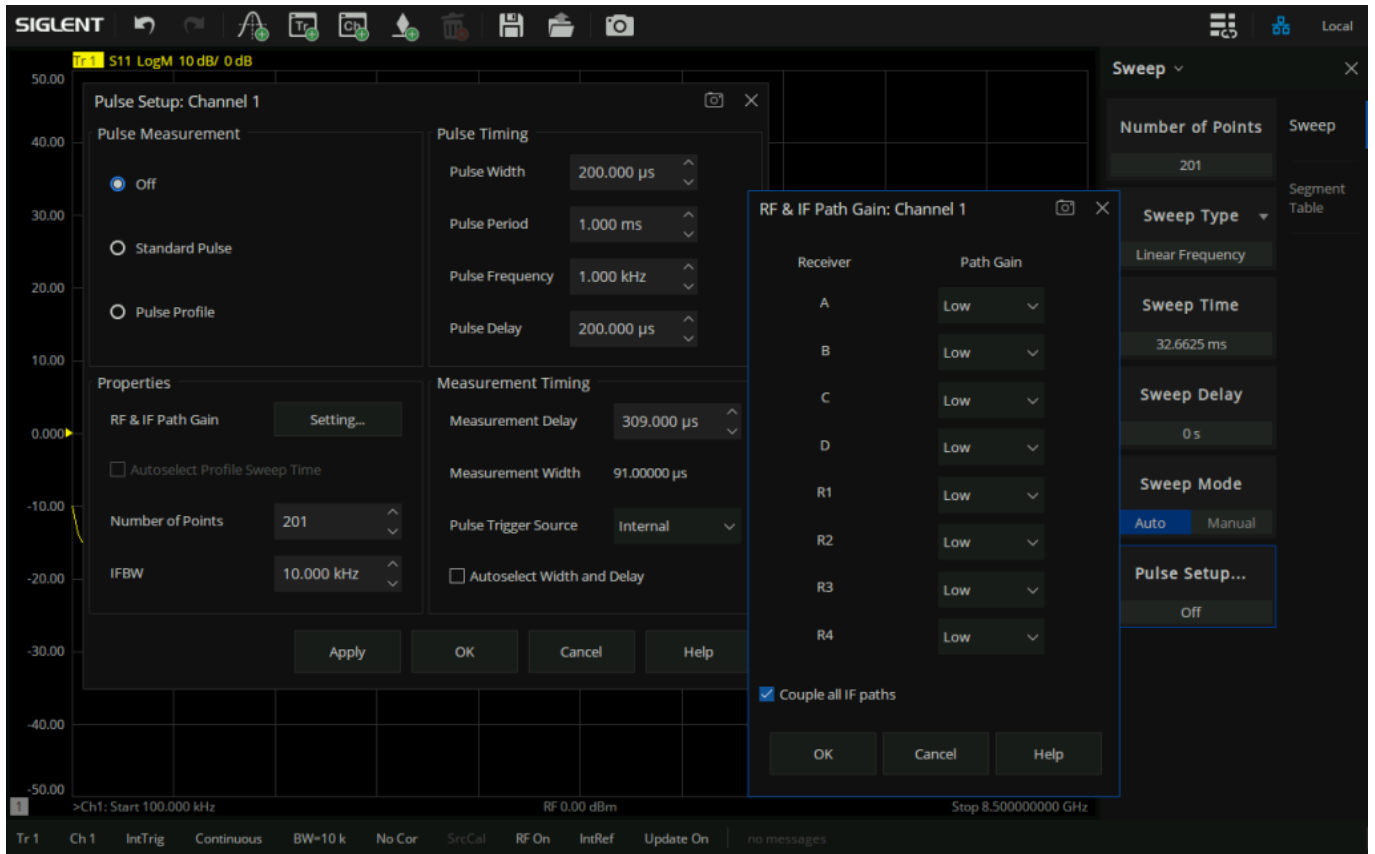 SIGLENT
Tr
Ch
Local
Tr 1 S11 LogM 10 dB/ 0 dB
50.00
40.00
30.00
20.00
10.00
0.000
-10.00
-20.00
-30.00
-40.00
-50.00
Pulse Setup: Channel 1
Pulse Measurement
Off
Standard Pulse
Pulse Profile
Pulse Timing
Pulse Width 200.000 µs
Pulse Period 1.000 ms
Pulse Frequency 1.000 kHz
Pulse Delay 200.000 µs
Properties
RF & IF Path Gain Setting...
Autoselect Profile Sweep Time
Number of Points 201
IFBW 10.000 kHz
Measurement Timing
Measurement Delay 309.000 µs
Measurement Width 91.00000 µs
Pulse Trigger Source Internal
Autoselect Width and Delay
Apply OK Cancel Help
RF & IF Path Gain: Channel 1
Receiver Path Gain
A Low
B Low
C Low
D Low
R1 Low
R2 Low
R3 Low
R4 Low
Couple all IF paths
OK Cancel Help
Sweep
Number of Points
201
Sweep Type
Linear Frequency
Sweep Time
32.6625 ms
Sweep Delay
0 s
Sweep Mode
Auto Manual
Pulse Setup...
Off
Sweep
Segment
Table
1 >Ch1: Start 100.000 kHz RF 0.00 dBm Stop 8.500000000 GHz
Tr 1 Ch 1 IntTrig Continuous BW=10 k No Cor SrcCal RF On IntRef Update On no messages